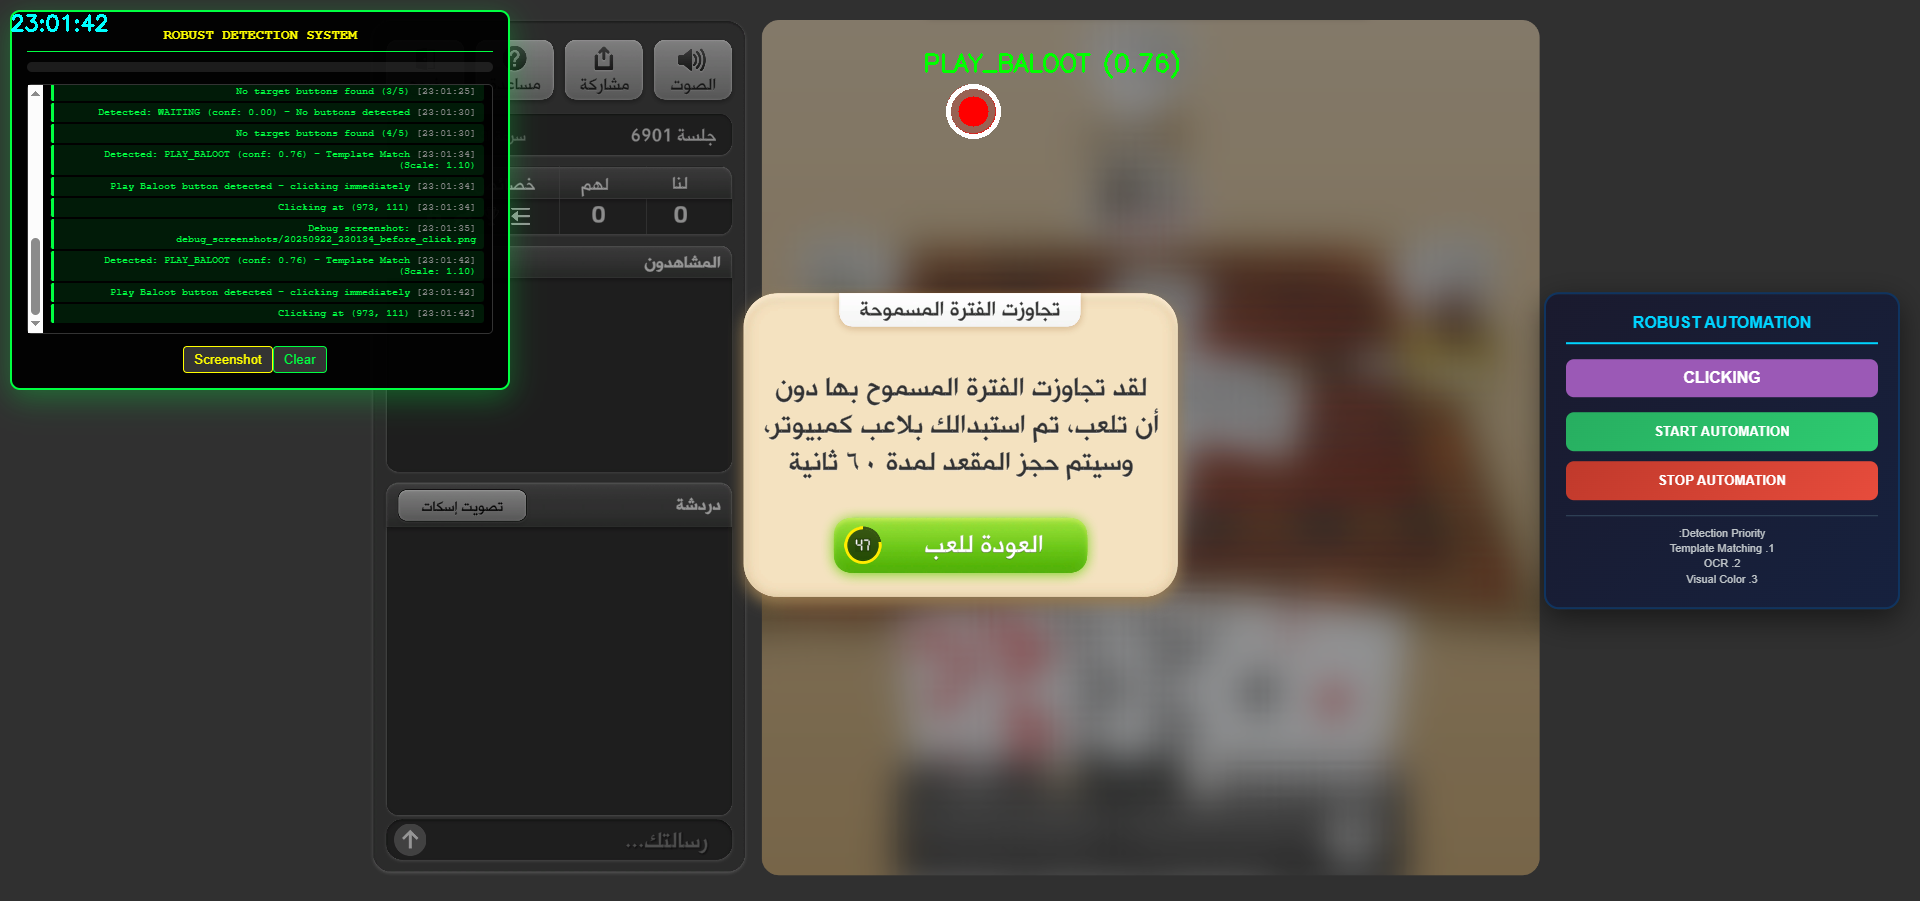 23:01:42
ROBUST DETECTION SYSTEM
No target buttons found (3/5) [23:01:25]
Detected: WAITING (conf: 0.00) - No buttons detected [23:01:30]
No target buttons found (4/5) [23:01:30]
Detected: PLAY_BALOOT (conf: 0.76) - Template Match [23:01:34]
(Scale: 1.10)
Play Baloot button detected - clicking immediately [23:01:34]
Clicking at (973, 111) [23:01:34]
Debug screenshot: [23:01:35]
debug_screenshots/20250922_230134_before_click.png
Detected: PLAY_BALOOT (conf: 0.76) - Template Match [23:01:42]
(Scale: 1.10)
Play Baloot button detected - clicking immediately [23:01:42]
Clicking at (973, 111) [23:01:42]
Screenshot
Clear
الصوت
مشاركة
جلسة 6901
لنا
لهم
0
0
المشاهدون
دردشة
تصويت إسكات
رسالتك...
PLAY_BALOOT (0.76)
تجاوزت الفترة المسموحة
لقد تجاوزت الفترة المسموح بها دون
أن تلعب، تم استبدالك بلاعب كمبيوتر،
وسيتم حجز المقعد لمدة ٦٠ ثانية
العودة للعب
٤٧
ROBUST AUTOMATION
CLICKING
START AUTOMATION
STOP AUTOMATION
:Detection Priority
Template Matching .1
OCR .2
Visual Color .3